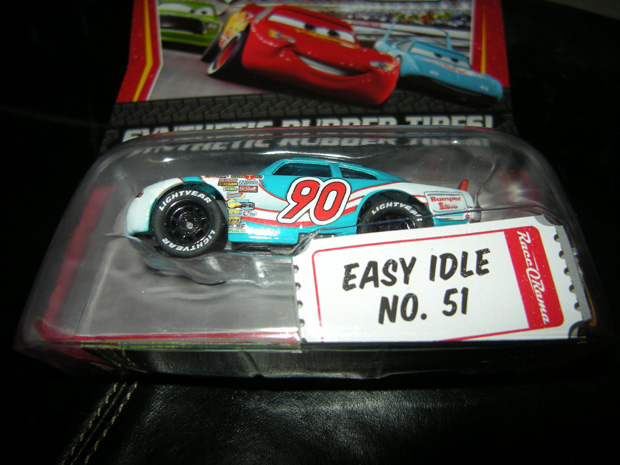 SYNTHETIC RUBBER TIRES!
LIGHTYEAR
LIGHTYEAR
90
LIGHTYEAR
Bumper
Save
EASY IDLE
NO. 51
Race O Rama